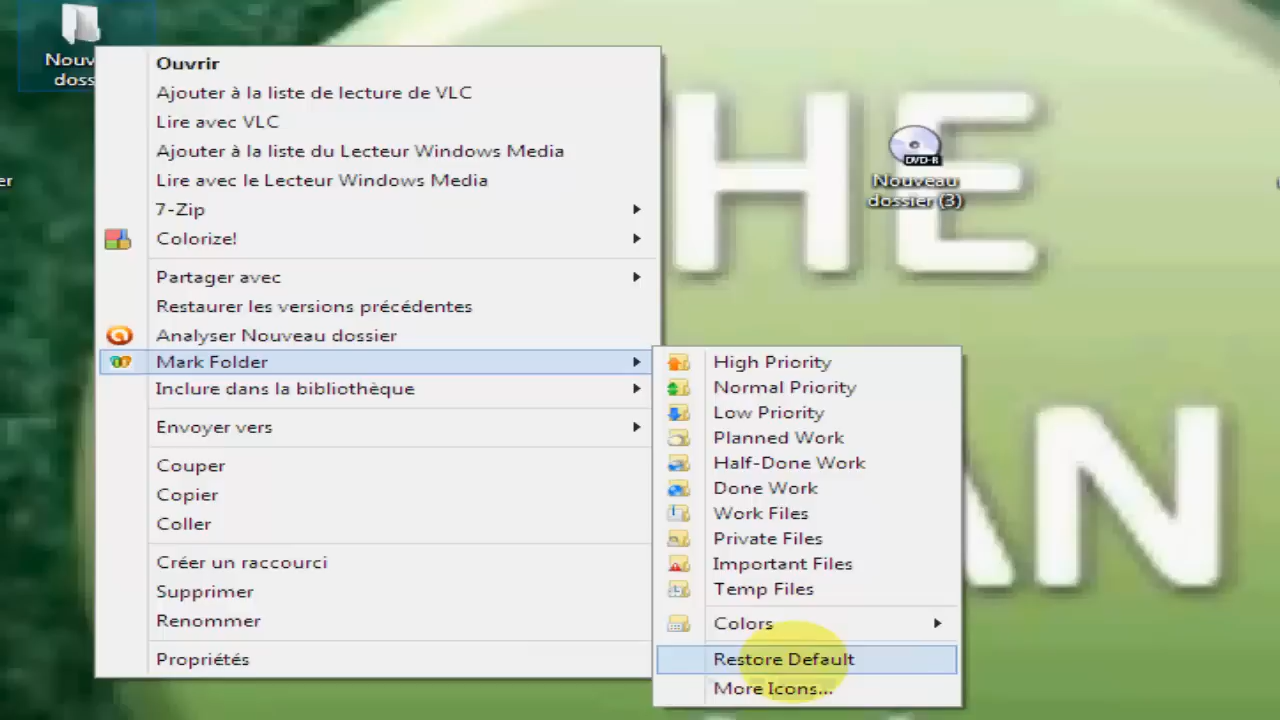 Ouvrir
Ajouter à la liste de lecture de VLC
Lire avec VLC
Ajouter à la liste du Lecteur Windows Media
Lire avec le Lecteur Windows Media
7-Zip
Colorize!
Partager avec
Restaurer les versions précédentes
Analyser Nouveau dossier
Mark Folder
Inclure dans la bibliothèque
Envoyer vers
Couper
Copier
Coller
Créer un raccourci
Supprimer
Renommer
Propriétés
High Priority
Normal Priority
Low Priority
Planned Work
Half-Done Work
Done Work
Work Files
Private Files
Important Files
Temp Files
Colors
Restore Default
More Icons...
HE
DVD-R
Nouveau
dossier (3)
AN